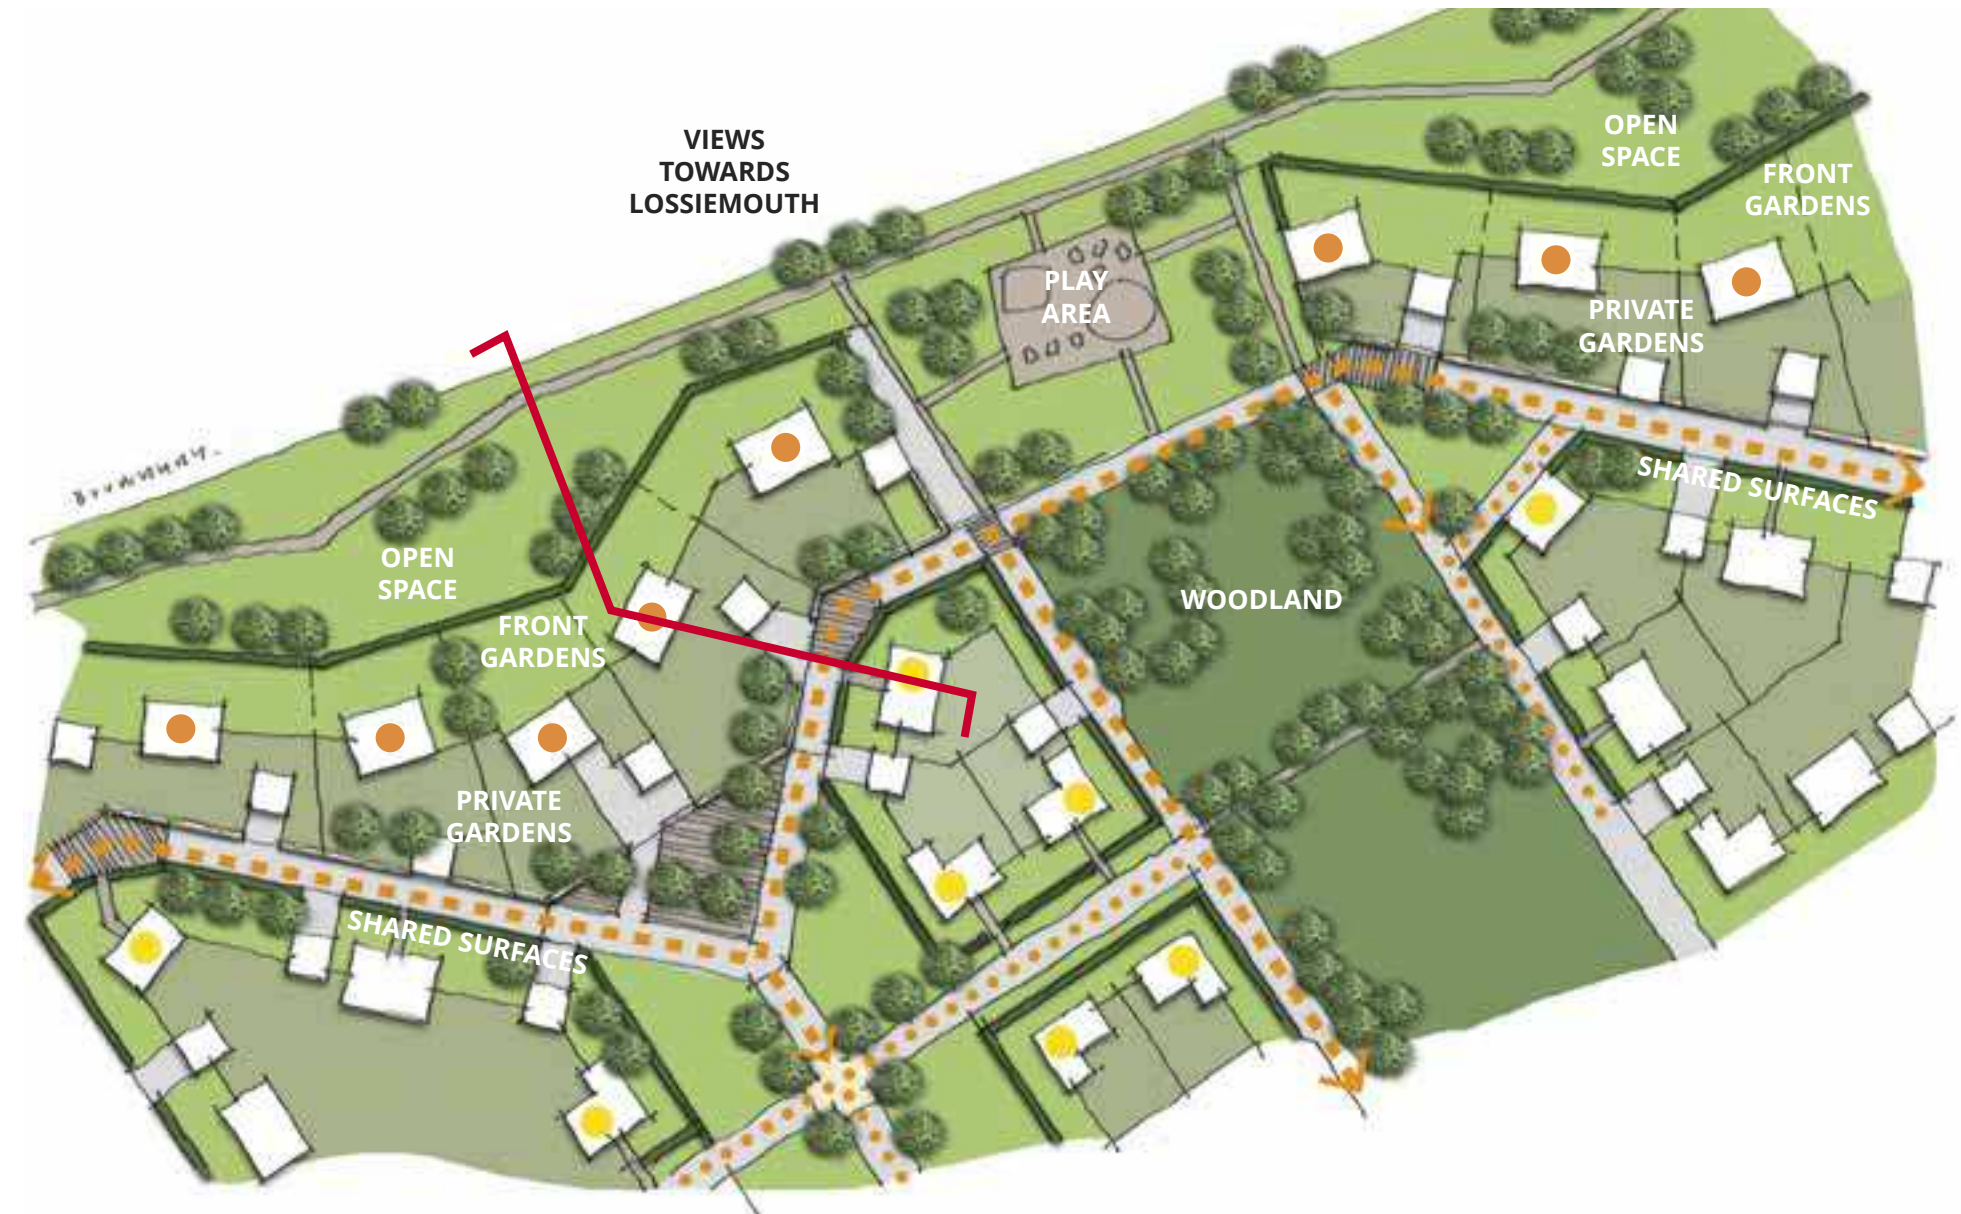 VIEWS
TOWARDS
LOSSIEMOUTH
OPEN
SPACE
FRONT
GARDENS
PLAY
AREA
PRIVATE
GARDENS
SHARED SURFACES
OPEN
SPACE
WOODLAND
FRONT
GARDENS
PRIVATE
GARDENS
SHARED SURFACES